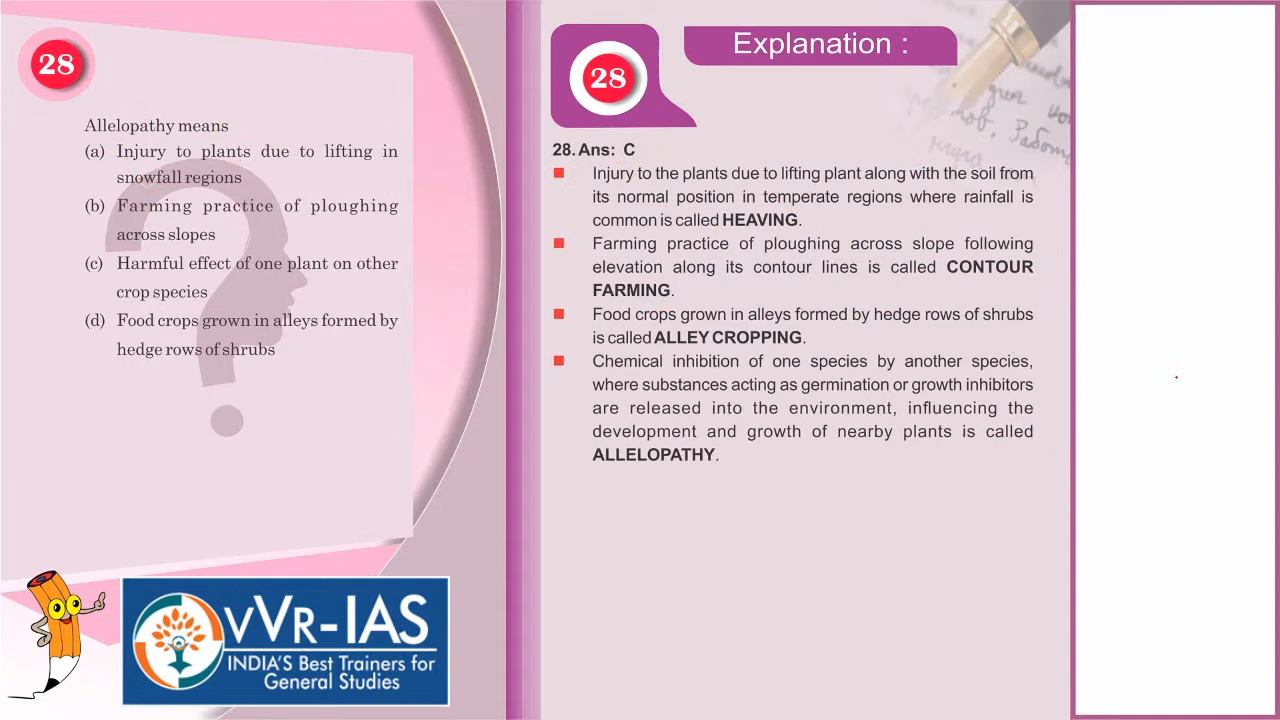 28
Allelopathy means
(a) Injury to plants due to lifting in
snowfall regions
(b) Farming practice of ploughing
across slopes
(c) Harmful effect of one plant on other
crop species
(d) Food crops grown in alleys formed by
hedge rows of shrubs
vVR-IAS
INDIA'S Best Trainers for
General Studies
Explanation :
28
28. Ans: C
Injury to the plants due to lifting plant along with the soil from
its normal position in temperate regions where rainfall is
common is called HEAVING.
Farming practice of ploughing across slope following
elevation along its contour lines is called CONTOUR
FARMING.
Food crops grown in alleys formed by hedge rows of shrubs
is called ALLEY CROPPING.
Chemical inhibition of one species by another species,
where substances acting as germination or growth inhibitors
are released into the environment, influencing the
development and growth of nearby plants is called
ALLELOPATHY.